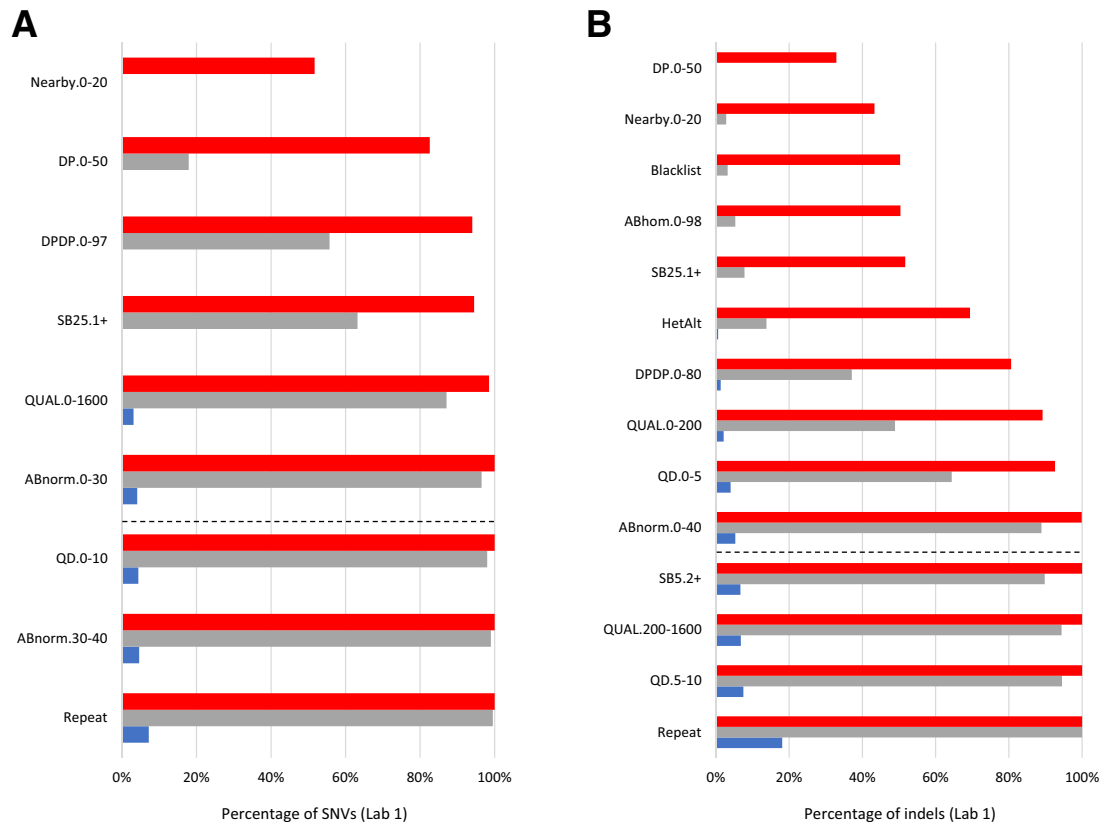 A
Nearby.0-20
DP.0-50
DPDP.0-97
SB25.1+
QUAL.0-1600
ABnorm.0-30
QD.0-10
ABnorm.30-40
Repeat
0% 20% 40% 60% 80% 100%
Percentage of SNVs (Lab 1)
B
DP.0-50
Nearby.0-20
Blacklist
ABhom.0-98
SB25.1+
HetAlt
DPDP.0-80
QUAL.0-200
QD.0-5
ABnorm.0-40
SB5.2+
QUAL.200-1600
QD.5-10
Repeat
0% 20% 40% 60% 80% 100%
Percentage of indels (Lab 1)